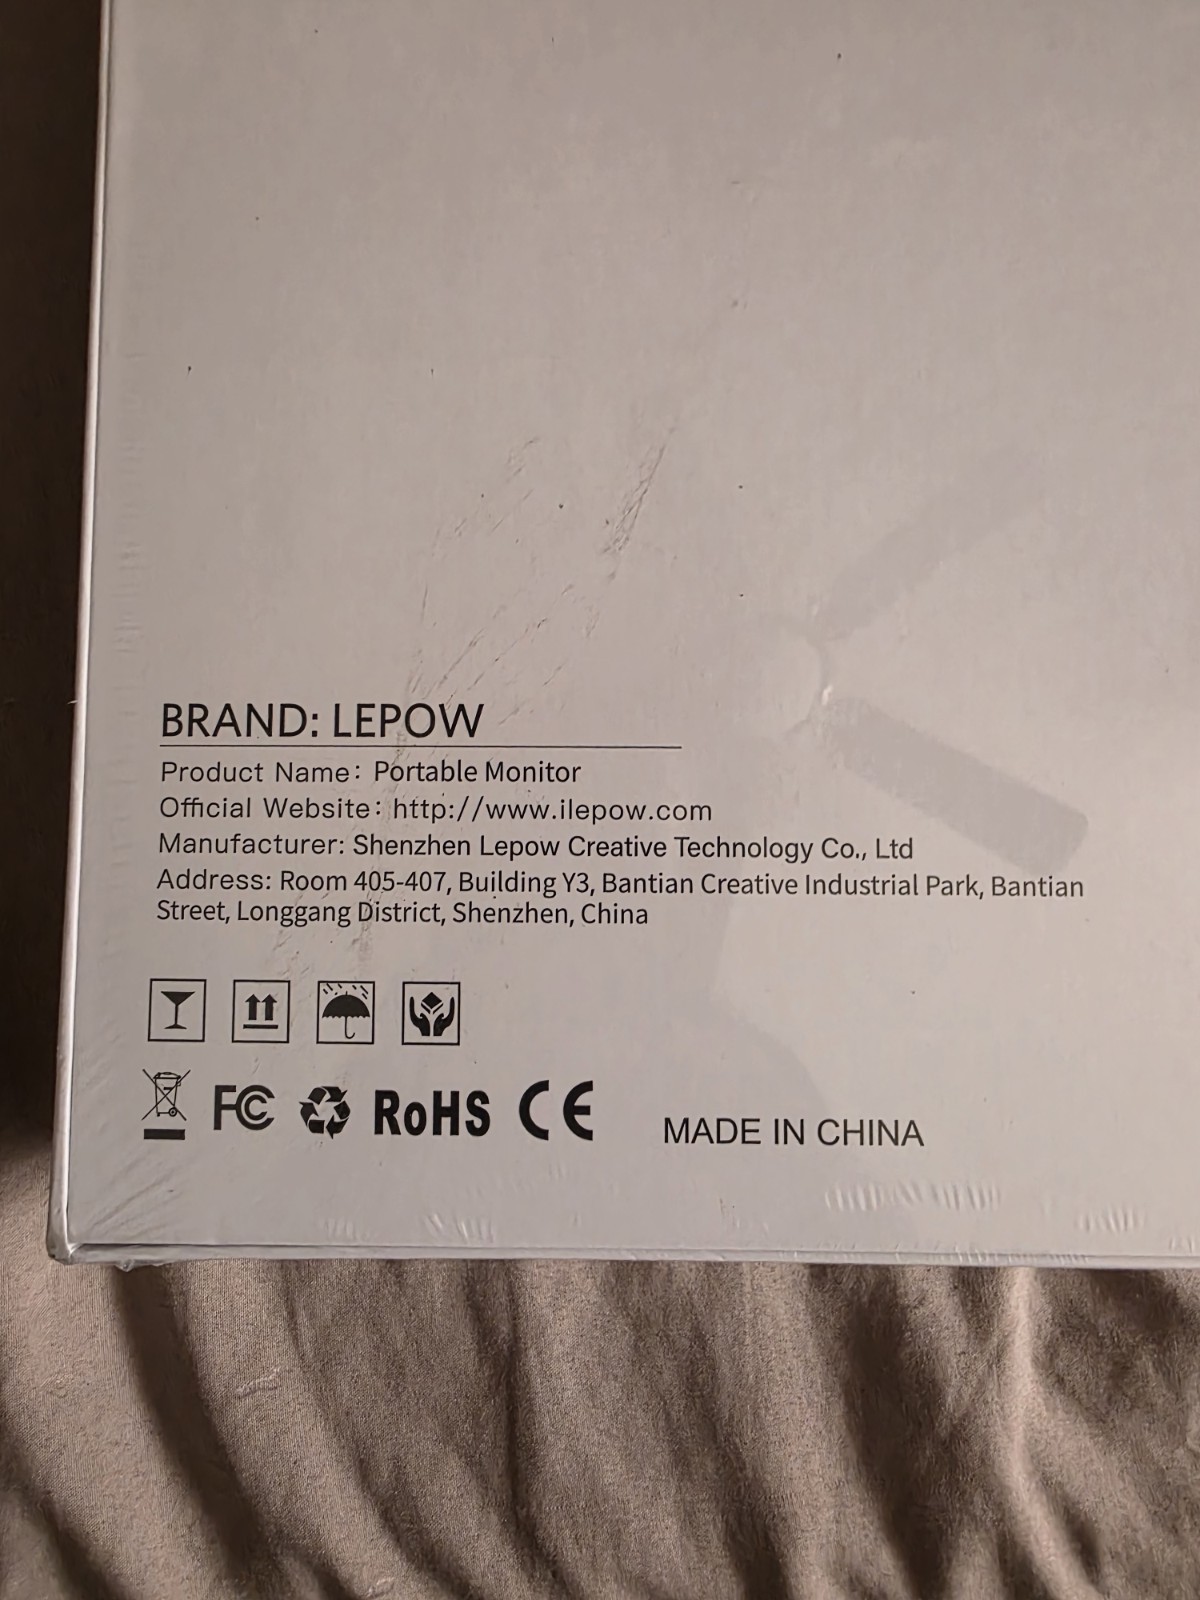 BRAND: LEPOW
Product Name: Portable Monitor
Official Website: http://www.ilepow.com
Manufacturer: Shenzhen Lepow Creative Technology Co., Ltd
Address: Room 405-407, Building Y3, Bantian Creative Industrial Park, Bantian
Street, Longgang District, Shenzhen, China
FC RoHS CE MADE IN CHINA